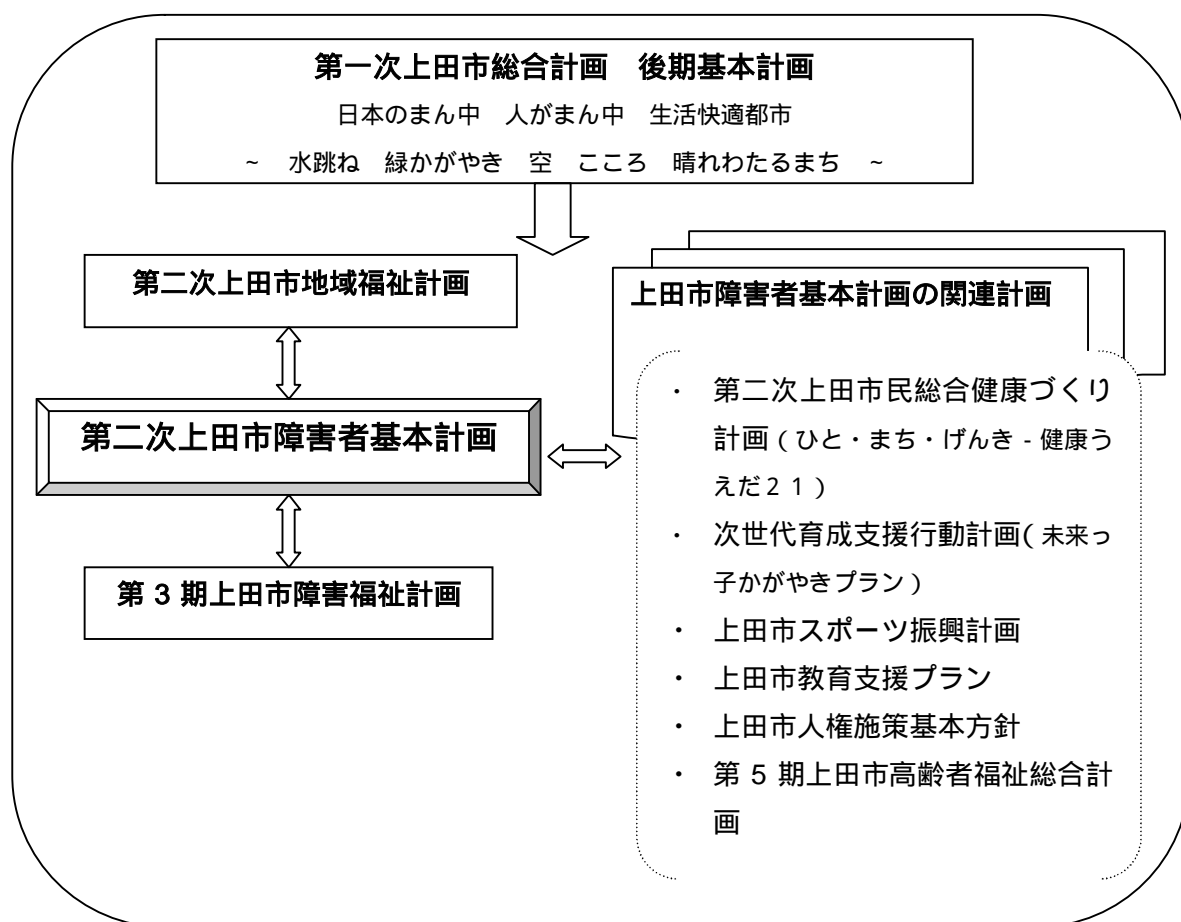 第一次上田市総合計画　後期基本計画
日本のまん中　人がまん中　生活快適都市
~　水跳ね　緑かがやき　空　こころ　晴れわたるまち　~
第二次上田市地域福祉計画
第二次上田市障害者基本計画
第３期上田市障害福祉計画
上田市障害者基本計画の関連計画
・　第二次上田市民総合健康づくり
計画（ひと・まち・げんき‐健康う
えだ２１）
・　次世代育成支援行動計画（未来っ
子かがやきプラン）
・　上田市スポーツ振興計画
・　上田市教育支援プラン
・　上田市人権施策基本方針
・　第５期上田市高齢者福祉総合計
画